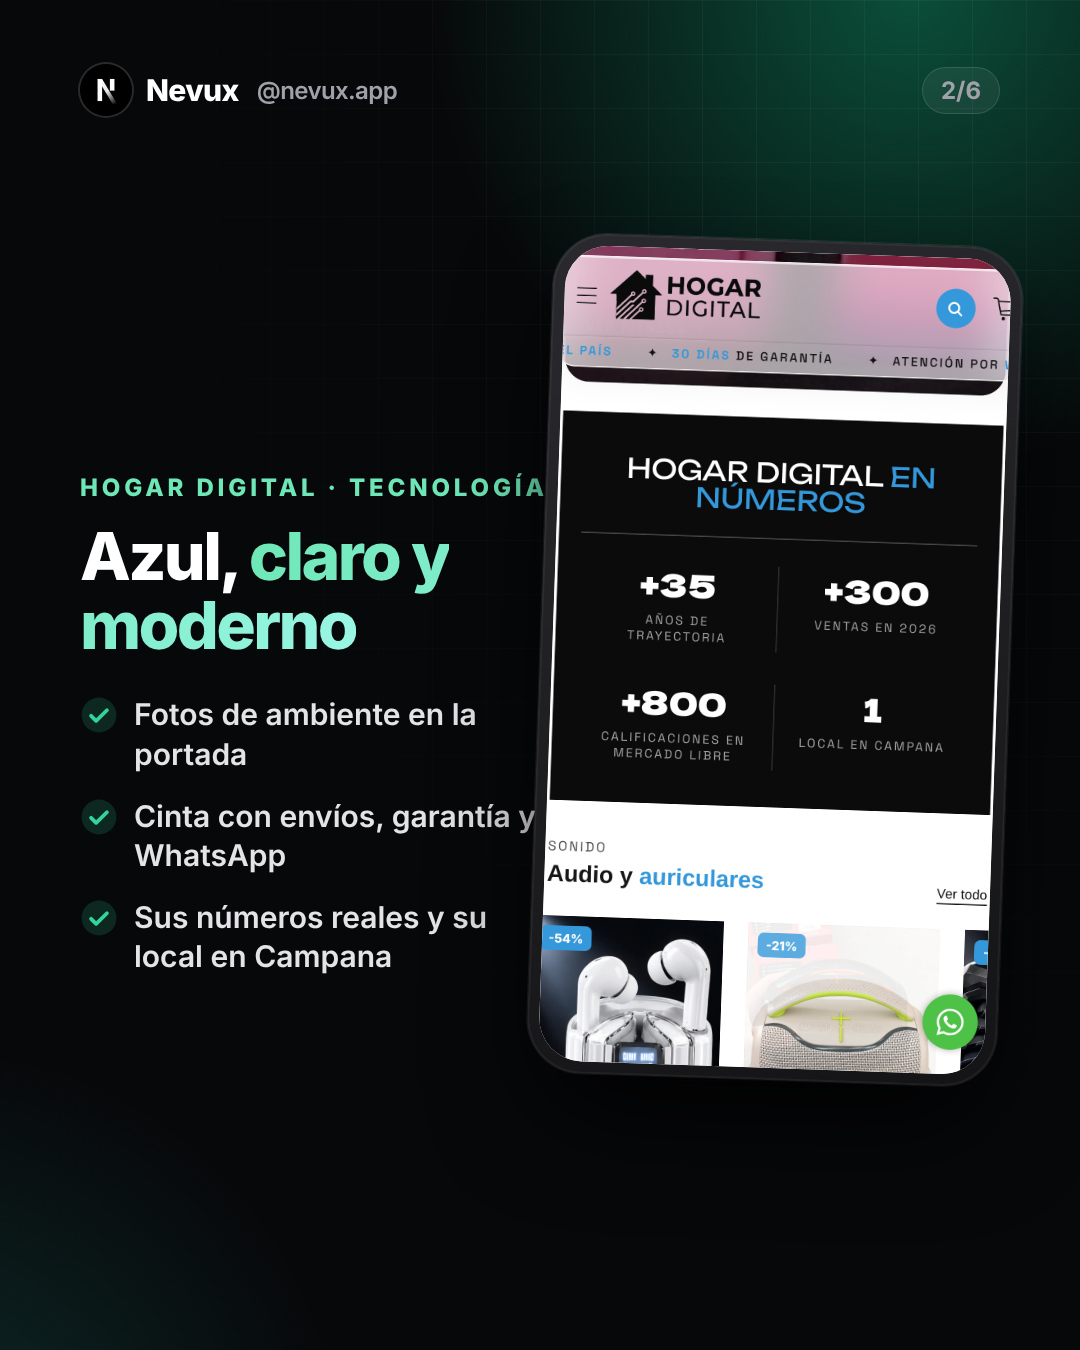 N Nevux @nevux.app
2/6
HOGAR DIGITAL · TECNOLOGÍA
Azul, claro y
moderno
Fotos de ambiente en la
portada
Cinta con envíos, garantía y
WhatsApp
Sus números reales y su
local en Campana
HOGAR
DIGITAL
EL PAÍS ✦ 30 DÍAS DE GARANTÍA ✦ ATENCIÓN POR
HOGAR DIGITAL EN
NÚMEROS
+35
AÑOS DE
TRAYECTORIA
+300
VENTAS EN 2026
+800
CALIFICACIONES EN
MERCADO LIBRE
1
LOCAL EN CAMPANA
SONIDO
Audio y auriculares
Ver todo
-54%
-21%